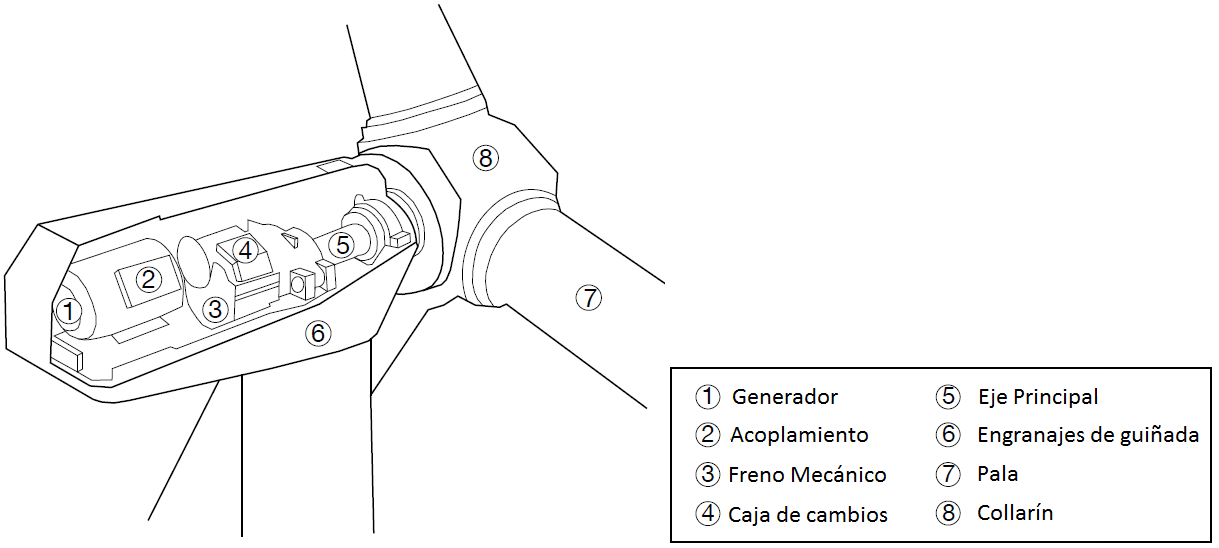 8
4
5
2
7
1
3
6
1 Generador
5 Eje Principal
2 Acoplamiento
6 Engranajes de guiñada
3 Freno Mecánico
7 Pala
4 Caja de cambios
8 Collarín